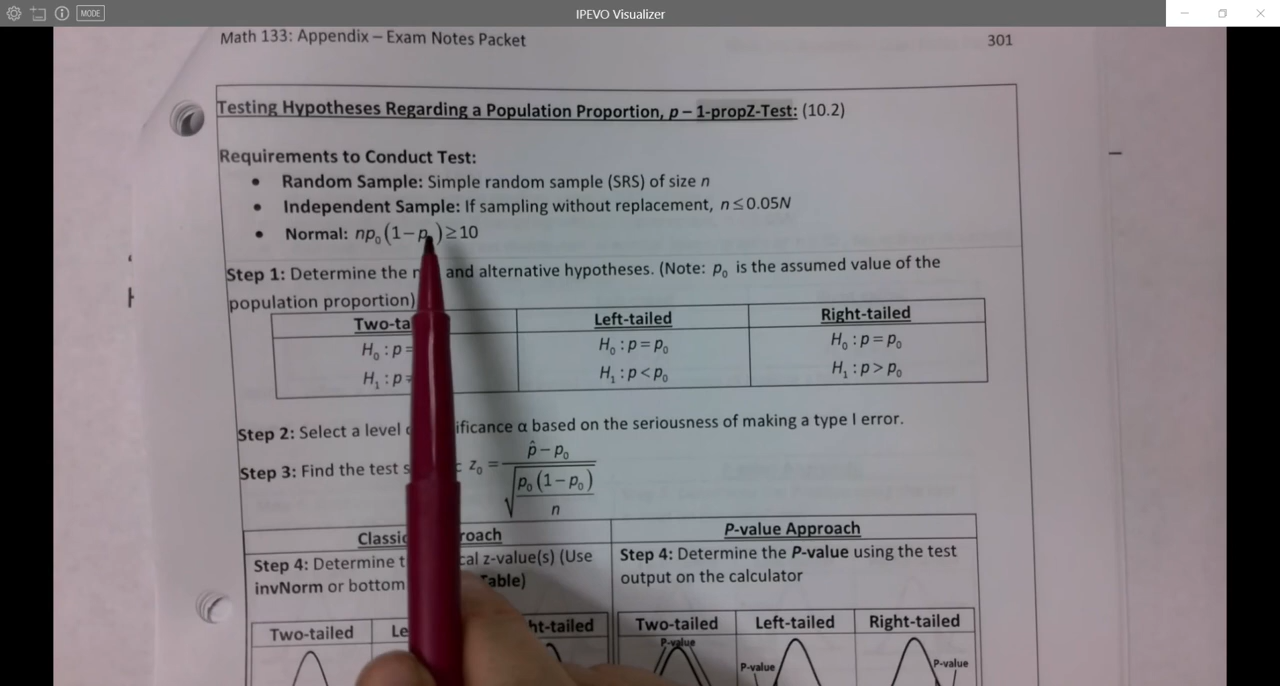 MODE
IPEVO Visualizer
Math 133: Appendix – Exam Notes Packet
301
Testing Hypotheses Regarding a Population Proportion, p – 1-propZ-Test: (10.2)
Requirements to Conduct Test:
• Random Sample: Simple random sample (SRS) of size n
• Independent Sample: If sampling without replacement, n ≤ 0.05N
• Normal: np₀(1−p₀) ≥ 10
Step 1: Determine the and alternative hypotheses. (Note: p₀ is the assumed value of the
population proportion)
Left-tailed
Right-tailed
H₀ : p =
H₀ : p = p₀
H₀ : p = p₀
H₁ : p
H₁ : p < p₀
H₁ : p > p₀
Step 2: Select a level α based on the seriousness of making a type I error.
Step 3: Find the test z₀ = (p̂ − p₀) / √(p₀(1−p₀) / n)
P-value Approach
Step 4: Determine z-value(s) (Use
invNorm or bottom Table)
Step 4: Determine the P-value using the test
output on the calculator
Two-tailed
Two-tailed
Left-tailed
Right-tailed
P-value
P-value
P-value